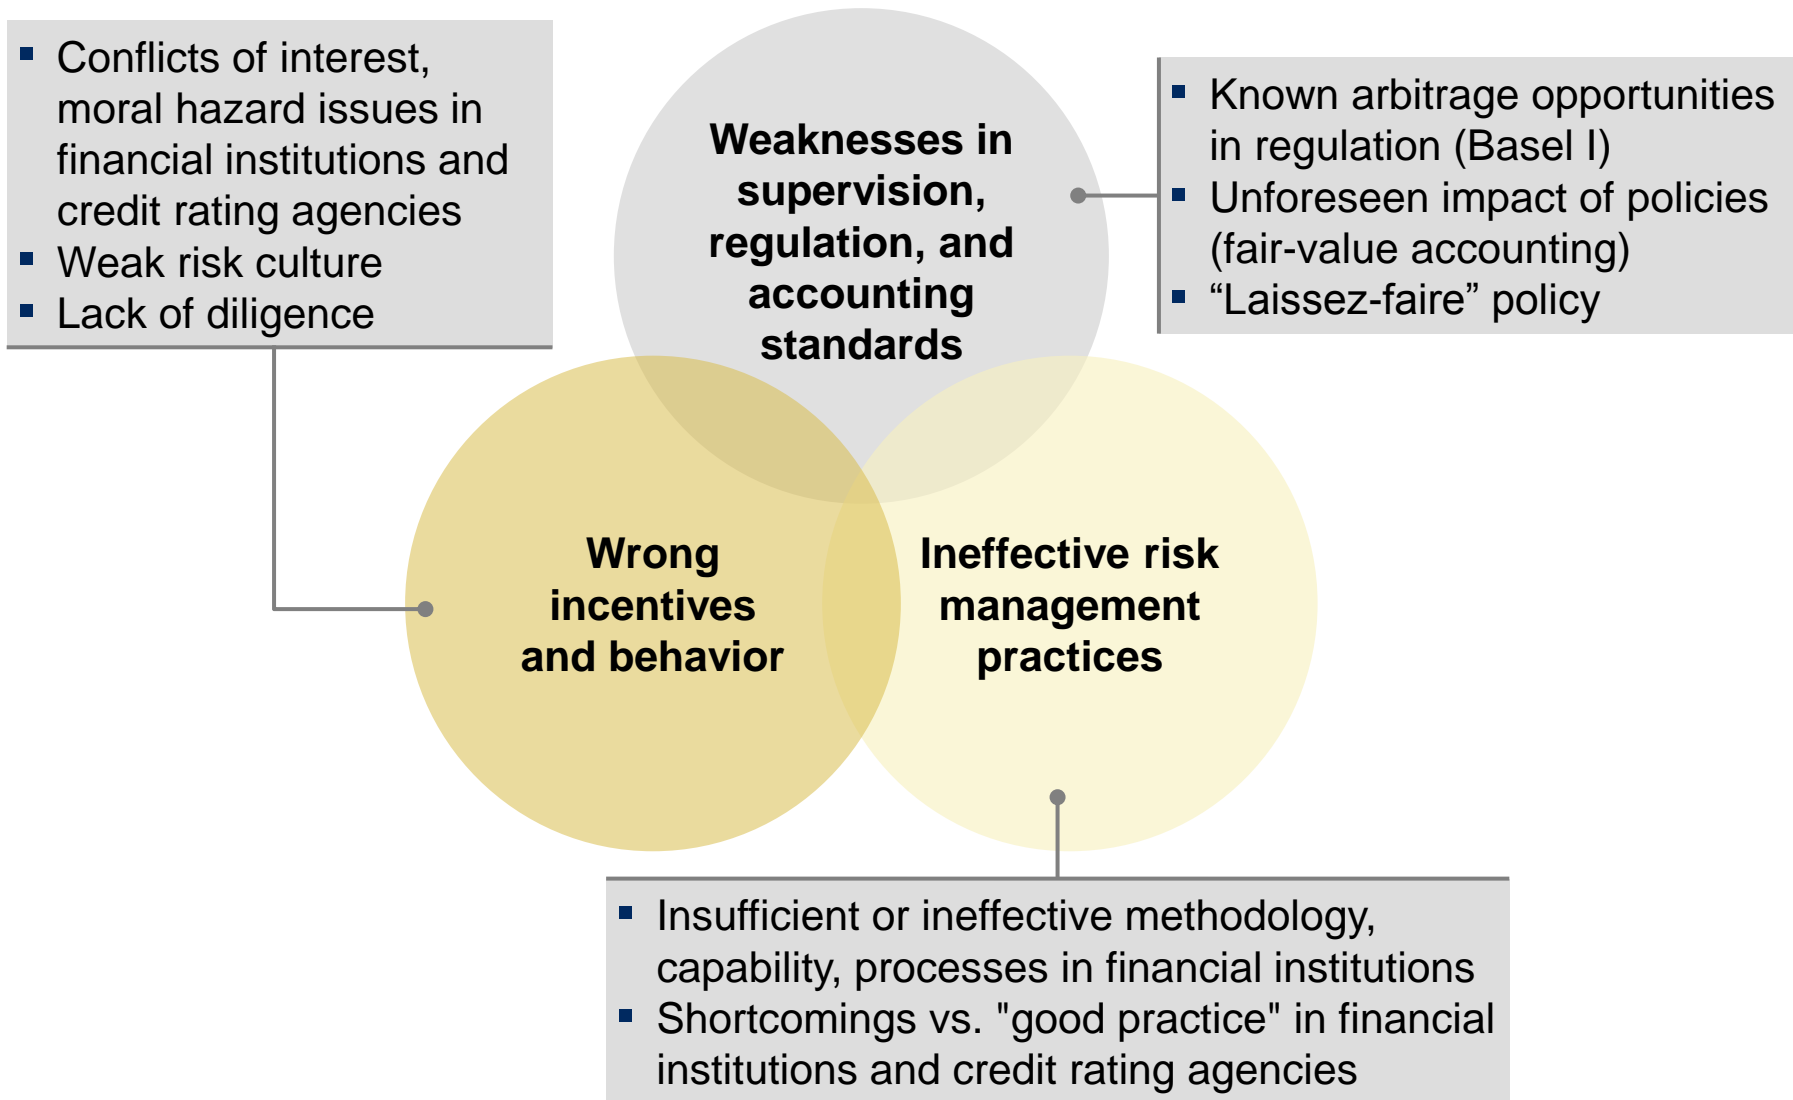 ▪ Conflicts of interest,
moral hazard issues in
financial institutions and
credit rating agencies
▪ Weak risk culture
▪ Lack of diligence
Weaknesses in
supervision,
regulation, and
accounting
standards
▪ Known arbitrage opportunities
in regulation (Basel I)
▪ Unforeseen impact of policies
(fair-value accounting)
▪ “Laissez-faire” policy
Wrong
incentives
and behavior
Ineffective risk
management
practices
▪ Insufficient or ineffective methodology,
capability, processes in financial institutions
▪ Shortcomings vs. "good practice" in financial
institutions and credit rating agencies